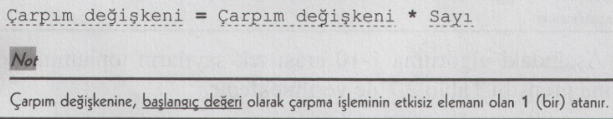 Çarpım değişkeni = Çarpım değişkeni * Sayı
Not
Çarpım değişkenine, başlangıç değeri olarak çarpma işleminin etkisiz elemanı olan 1 (bir) atanır.